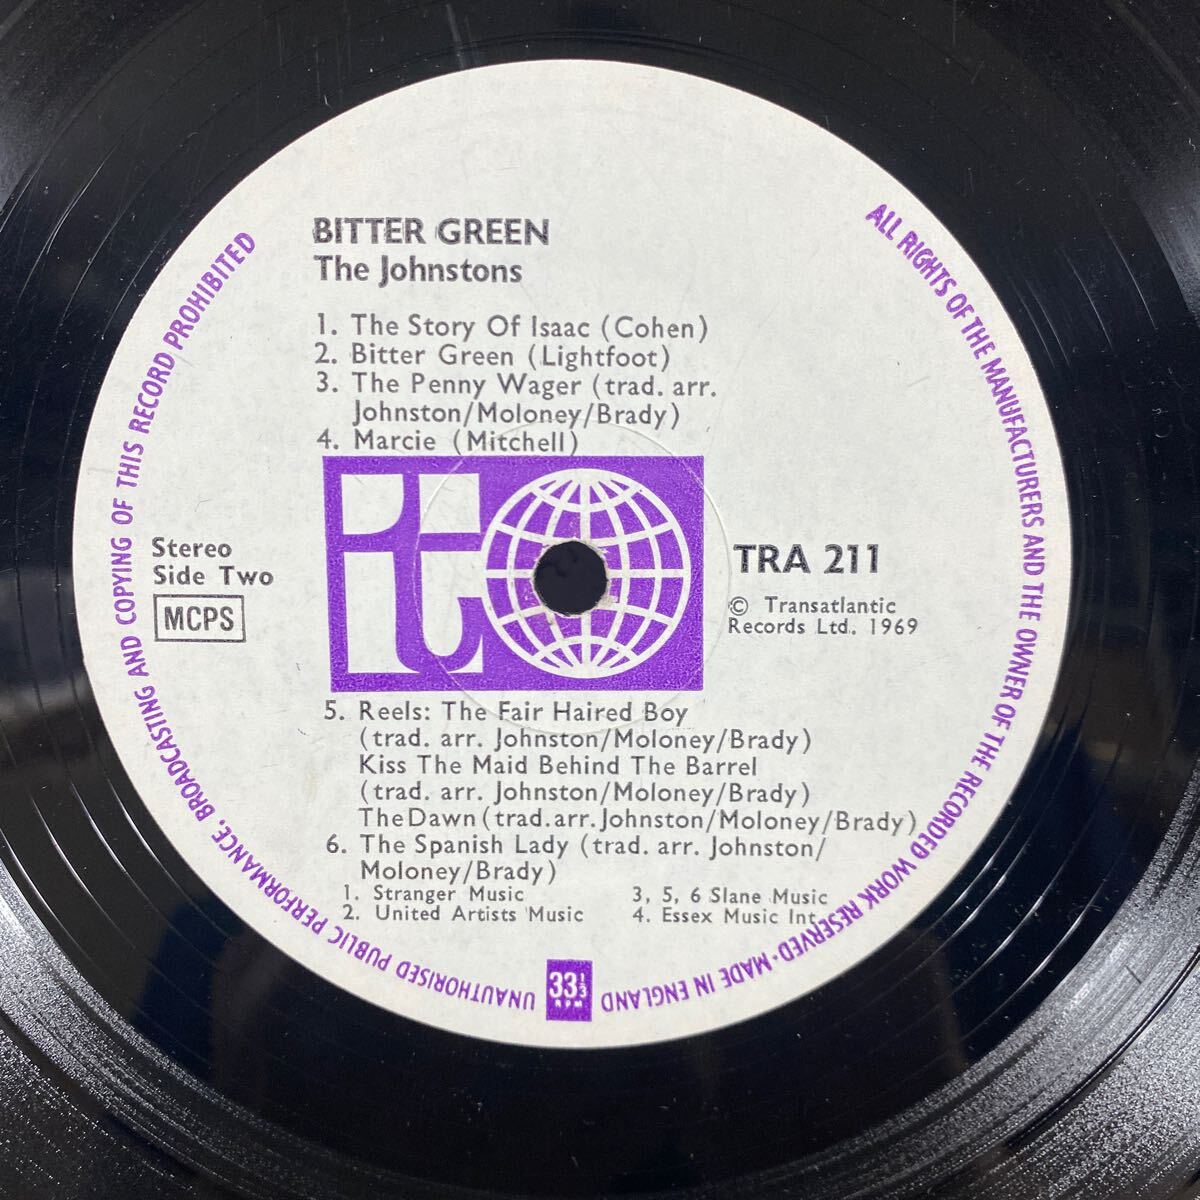 BITTER GREEN
The Johnstons
1. The Story Of Isaac (Cohen)
2. Bitter Green (Lightfoot)
3. The Penny Wager (trad. arr.
Johnston/Moloney/Brady)
4. Marcie (Mitchell)
Stereo
Side Two
MCPS
it
TRA 211
© Transatlantic
Records Ltd. 1969
5. Reels: The Fair Haired Boy
(trad. arr. Johnston/Moloney/Brady)
Kiss The Maid Behind The Barrel
(trad. arr. Johnston/Moloney/Brady)
The Dawn (trad. arr. Johnston/Moloney/Brady)
6. The Spanish Lady (trad. arr. Johnston/
Moloney/Brady)
1. Stranger Music
2. United Artists Music
3, 5, 6 Slane Music
4. Essex Music Int.
33⅓
R.P.M
ALL RIGHTS OF THE MANUFACTURERS AND THE OWNER OF THE RECORDED WORK RESERVED · MADE IN ENGLAND
UNAUTHORISED PUBLIC PERFORMANCE, BROADCASTING AND COPYING OF THIS RECORD PROHIBITED